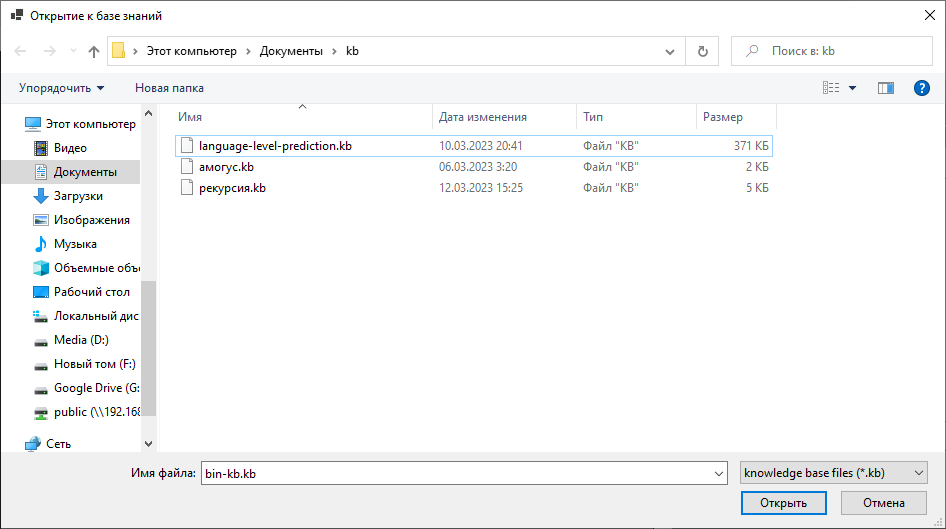 Открытие к базе знаний
Этот компьютер > Документы > kb
Поиск в: kb
Упорядочить
Новая папка
Имя
Дата изменения
Тип
Размер
language-level-prediction.kb 10.03.2023 20:41 Файл "KB" 371 КБ
амогус.kb 06.03.2023 3:20 Файл "KB" 2 КБ
рекурсия.kb 12.03.2023 15:25 Файл "KB" 5 КБ
Этот компьютер
Видео
Документы
Загрузки
Изображения
Музыка
Объемные объ
Рабочий стол
Локальный дис
Media (D:)
Новый том (F:)
Google Drive (G:
public (\\192.168
Сеть
Имя файла: bin-kb.kb
knowledge base files (*.kb)
Открыть
Отмена